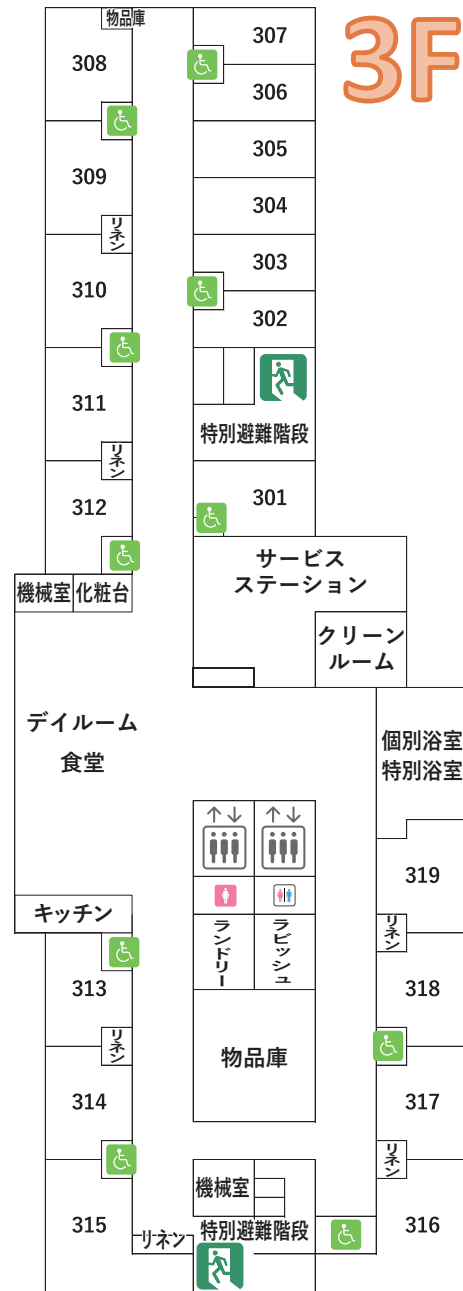 3F
物品庫
308
307
306
309
305
304
リネン
310
303
302
311
特別避難階段
リネン
312
301
機械室
化粧台
サービス
ステーション
クリーン
ルーム
デイルーム
食堂
個別浴室
特別浴室
319
キッチン
ランドリー
ラビッシュ
リネン
313
318
リネン
物品庫
314
317
リネン
機械室
315
リネン
特別避難階段
316